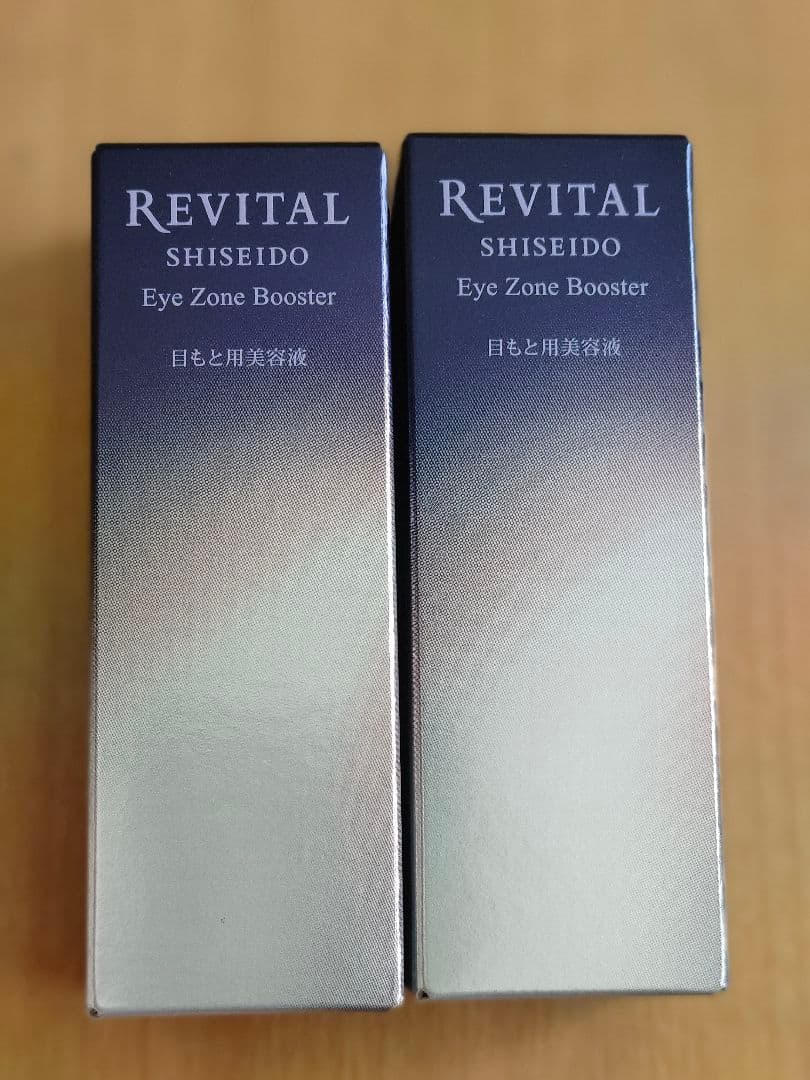 REVITAL
SHISEIDO
Eye Zone Booster
目もと用美容液
REVITAL
SHISEIDO
Eye Zone Booster
目もと用美容液